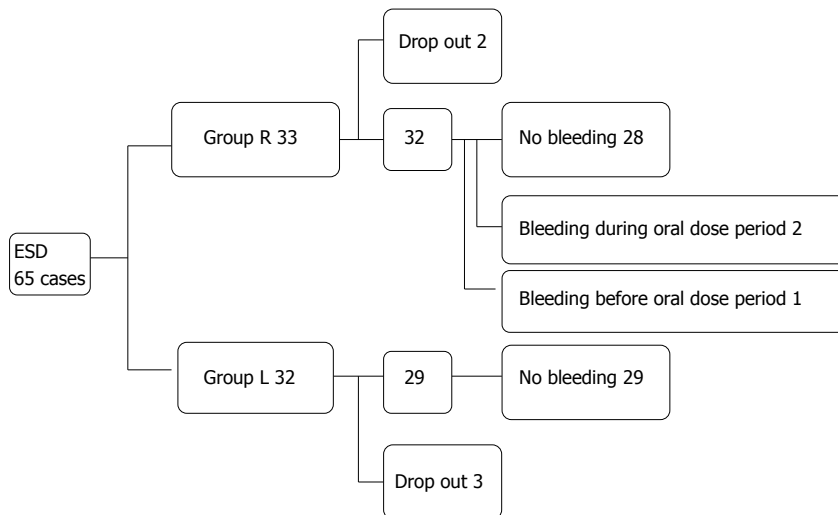 Drop out 2
Group R 33
32
No bleeding 28
Bleeding during oral dose period 2
ESD
65 cases
Bleeding before oral dose period 1
Group L 32
29
No bleeding 29
Drop out 3